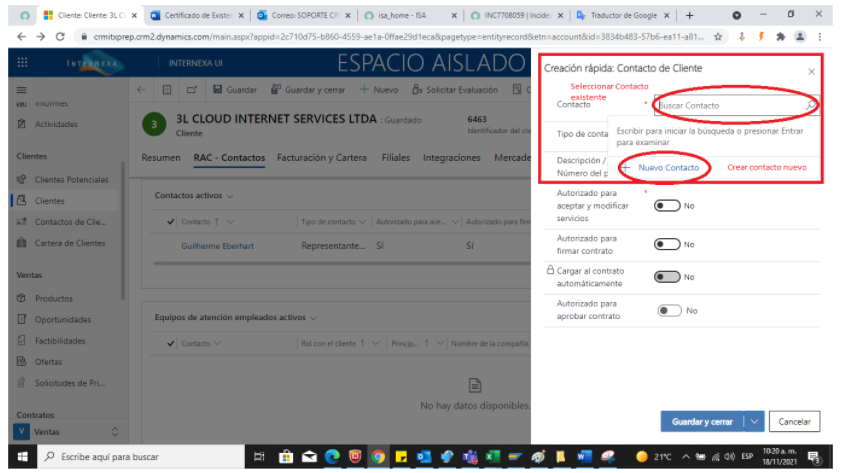 Cliente: Cliente: 3L Cl
Certificado de Existen
Correo: SOPORTE CR
isa_home - ISA
INC7708059 | Inciden
Traductor de Google
crmitxprep.crm2.dynamics.com/main.aspx?appid=2c710d75-b860-4559-ae1a-0ffae29d1eca&pagetype=entityrecord&etn=account&id=3834b483-57b6-ea11-a81...
INTERNEXA
INTERNEXA UI
ESPACIO AISLADO
Informes
Actividades
Clientes
Clientes Potenciales
Clientes
Contactos de Clie...
Cartera de Clientes
Ventas
Productos
Oportunidades
Factibilidades
Ofertas
Solicitudes de Pri...
Contratos
V Ventas
Guardar
Guardar y cerrar
Nuevo
Solicitar Evaluación
3
3L CLOUD INTERNET SERVICES LTDA : Guardado
Cliente
6463
Identificador del clie
Resumen
RAC - Contactos
Facturación y Cartera
Filiales
Integraciones
Mercade
Contactos activos
Contacto
Tipo de contacto
Autorizado para ace...
Autorizado para firm
Guilherme Eberhart
Representante...
Sí
Sí
Equipos de atención empleados activos
Contacto
Rol con el cliente
Princip...
Nombre de la compañía
No hay datos disponibles.
Creación rápida: Contacto de Cliente
Seleccionar Contacto
existente
Contacto
*
Buscar Contacto
Tipo de conta
Escribir para iniciar la búsqueda o presionar Entrar
para examinar.
Descripción /
Número del p
+ Nuevo Contacto
Crear contacto nuevo
Autorizado para
aceptar y modificar
servicios
*
No
Autorizado para
firmar contrato
No
Cargar al contrato
automáticamente
No
Autorizado para
aprobar contrato
No
Guardar y cerrar
Cancelar
Escribe aquí para buscar
21°C
ESP
10:20 a. m.
18/11/2021